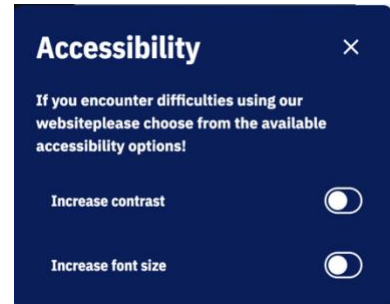 Accessibility
If you encounter difficulties using our
websiteplease choose from the available
accessibility options!
Increase contrast
Increase font size